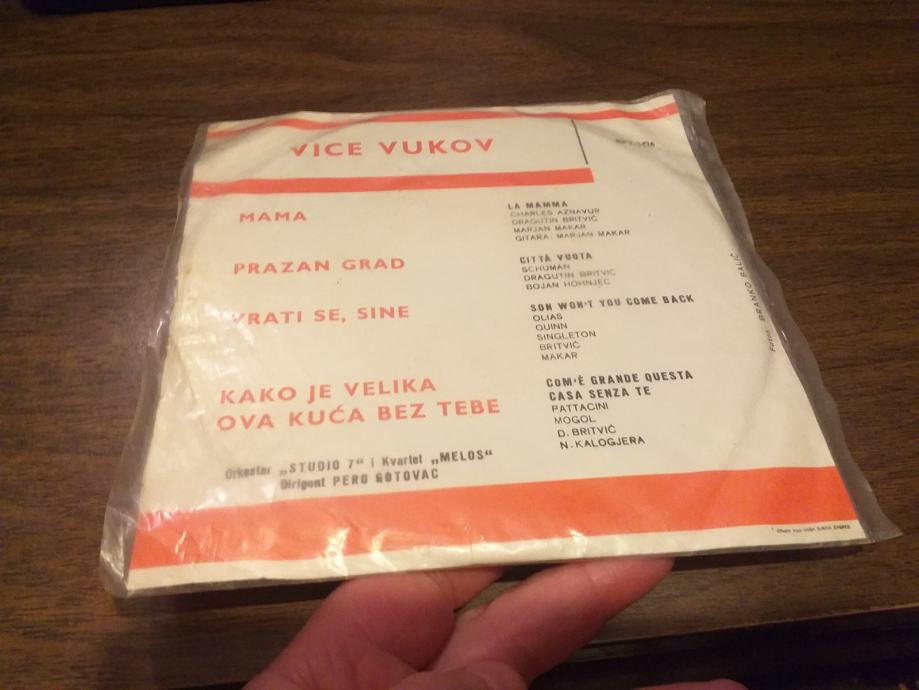 VICE VUKOV
MAMA
LA MAMMA
CHARLES AZNAVUR
DRAGUTIN BRITVIĆ
MARJAN MAKAR
GITARA: MARJAN MAKAR
PRAZAN GRAD
CITTÀ VUOTA
SCHUMAN
DRAGUTIN BRITVIĆ
BOJAN HOHNJEC
VRATI SE, SINE
SON WON'T YOU COME BACK
OLIAS
QUINN
SINGLETON
BRITVIĆ
MAKAR
KAKO JE VELIKA
OVA KUĆA BEZ TEBE
COM'È GRANDE QUESTA
CASA SENZA TE
PATTACINI
MOGOL
D. BRITVIĆ
N. KALOGJERA
Orkestar „STUDIO 7“ i Kvartet „MELOS“
Dirigent PERO GOTOVAC
Foto: BRANKO BALIĆ
ZAGREB